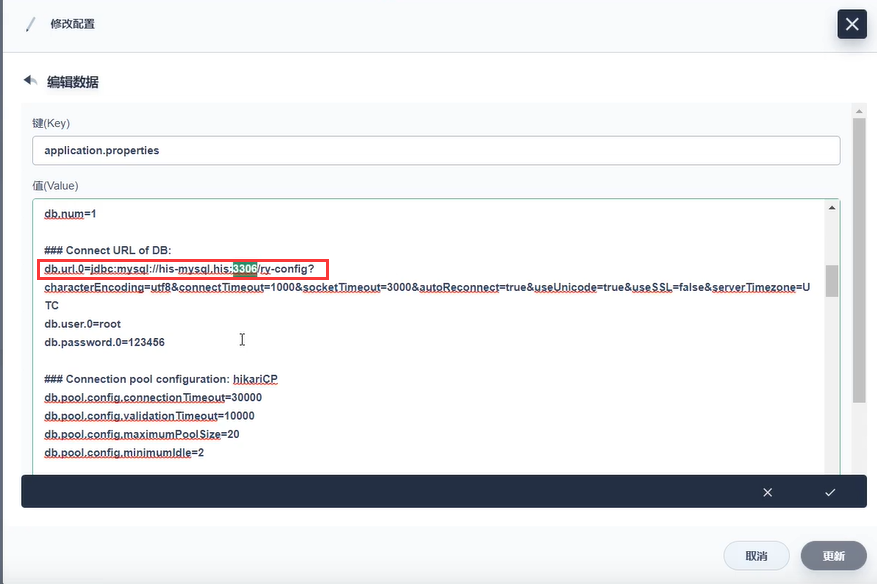 修改配置
编辑数据
键(Key)
application.properties
值(Value)
db.num=1
### Connect URL of DB:
db.url.0=jdbc:mysql://his-mysql.his:3306/ry-config?
characterEncoding=utf8&connectTimeout=1000&socketTimeout=3000&autoReconnect=true&useUnicode=true&useSSL=false&serverTimezone=U
TC
db.user.0=root
db.password.0=123456
### Connection pool configuration: hikariCP
db.pool.config.connectionTimeout=30000
db.pool.config.validationTimeout=10000
db.pool.config.maximumPoolSize=20
db.pool.config.minimumIdle=2
取消
更新